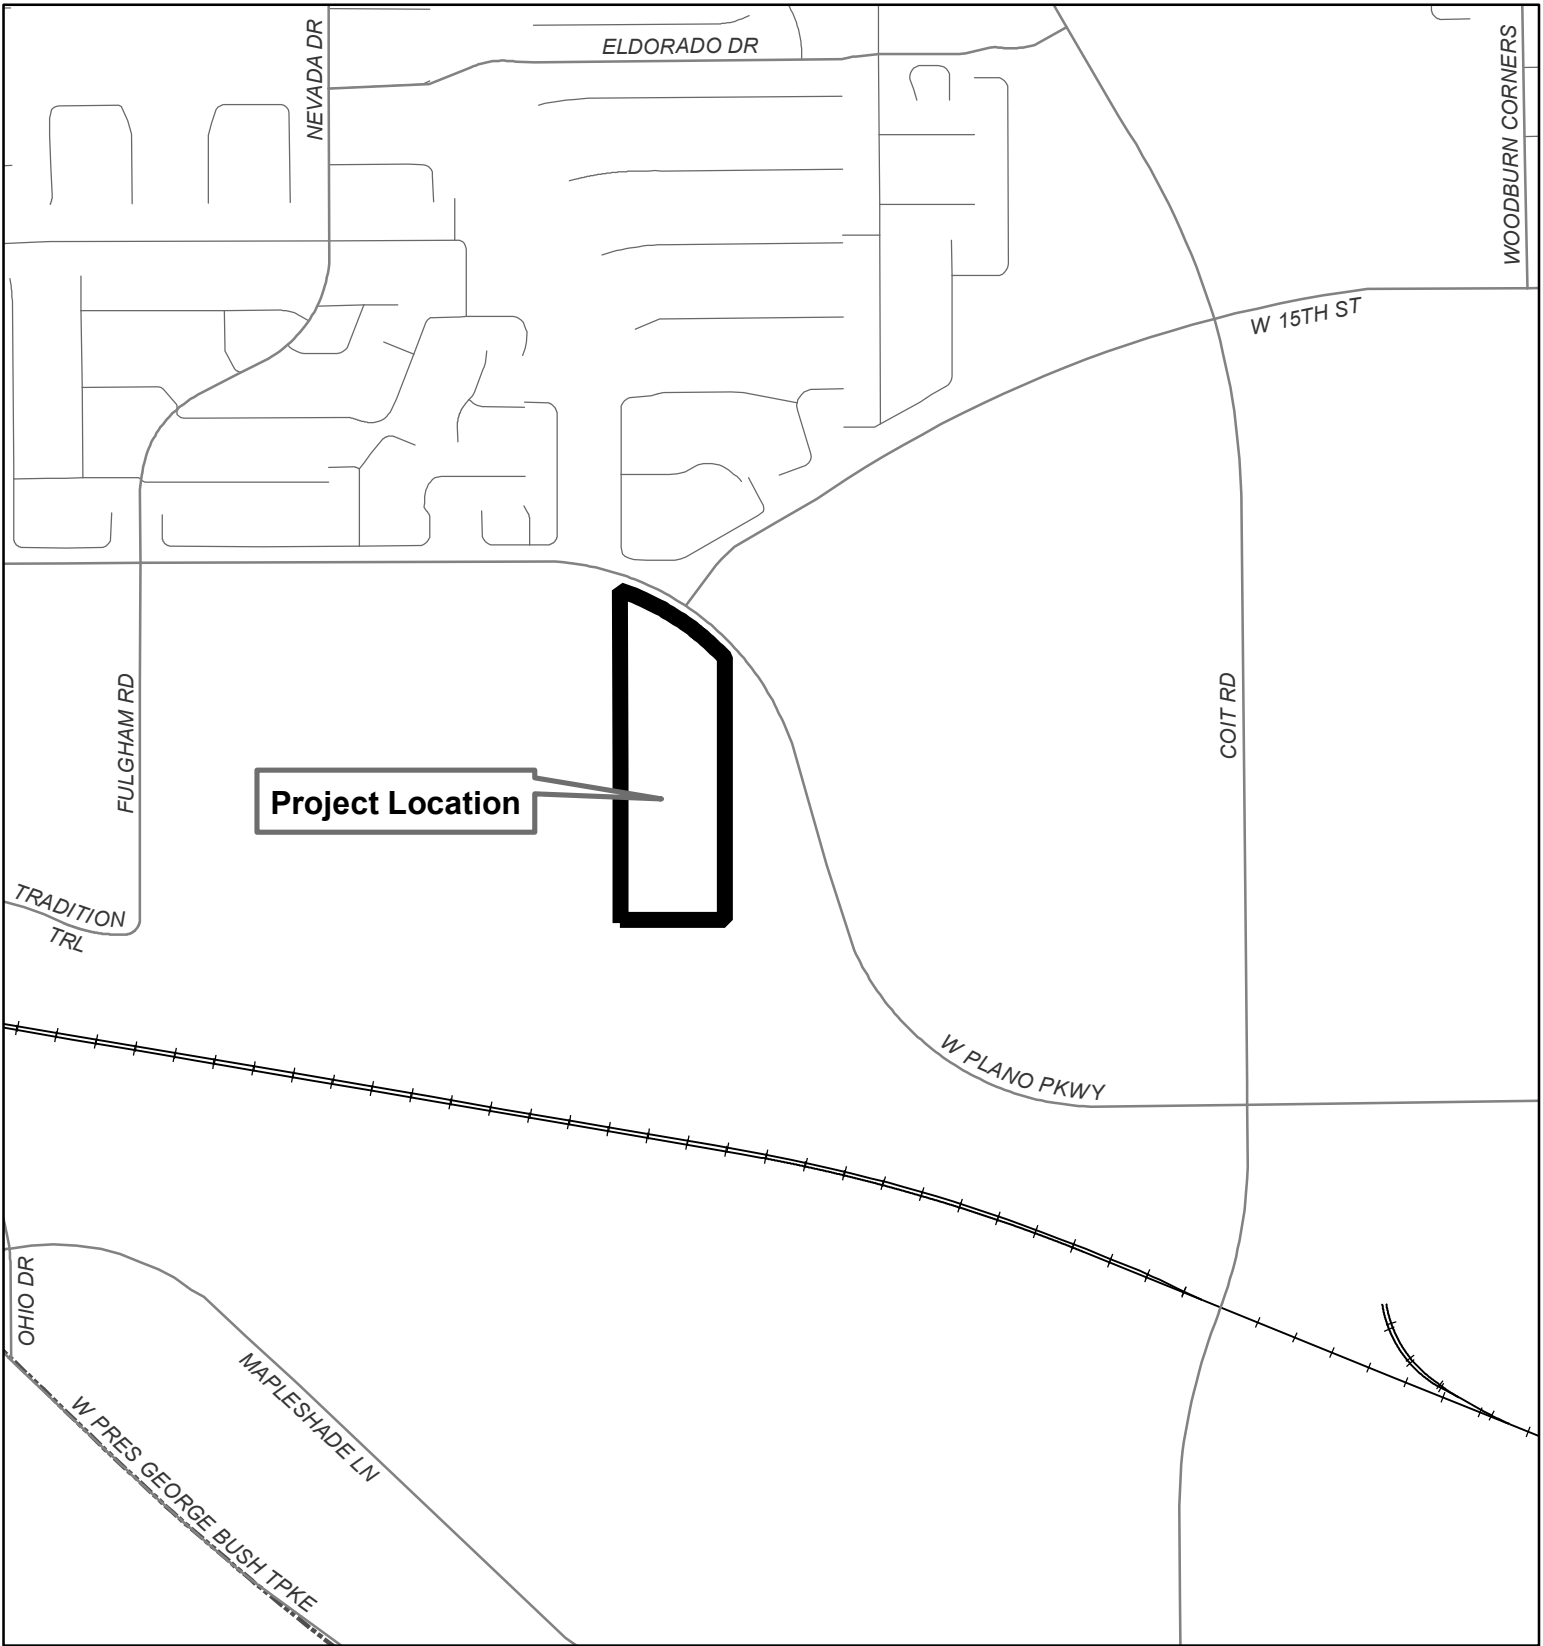 ELDORADO DR
NEVADA DR
WOODBURN CORNERS
W 15TH ST
FULGHAM RD
COIT RD
Project Location
TRADITION
TRL
W PLANO PKWY
OHIO DR
MAPLESHADE LN
W PRES GEORGE BUSH TPKE